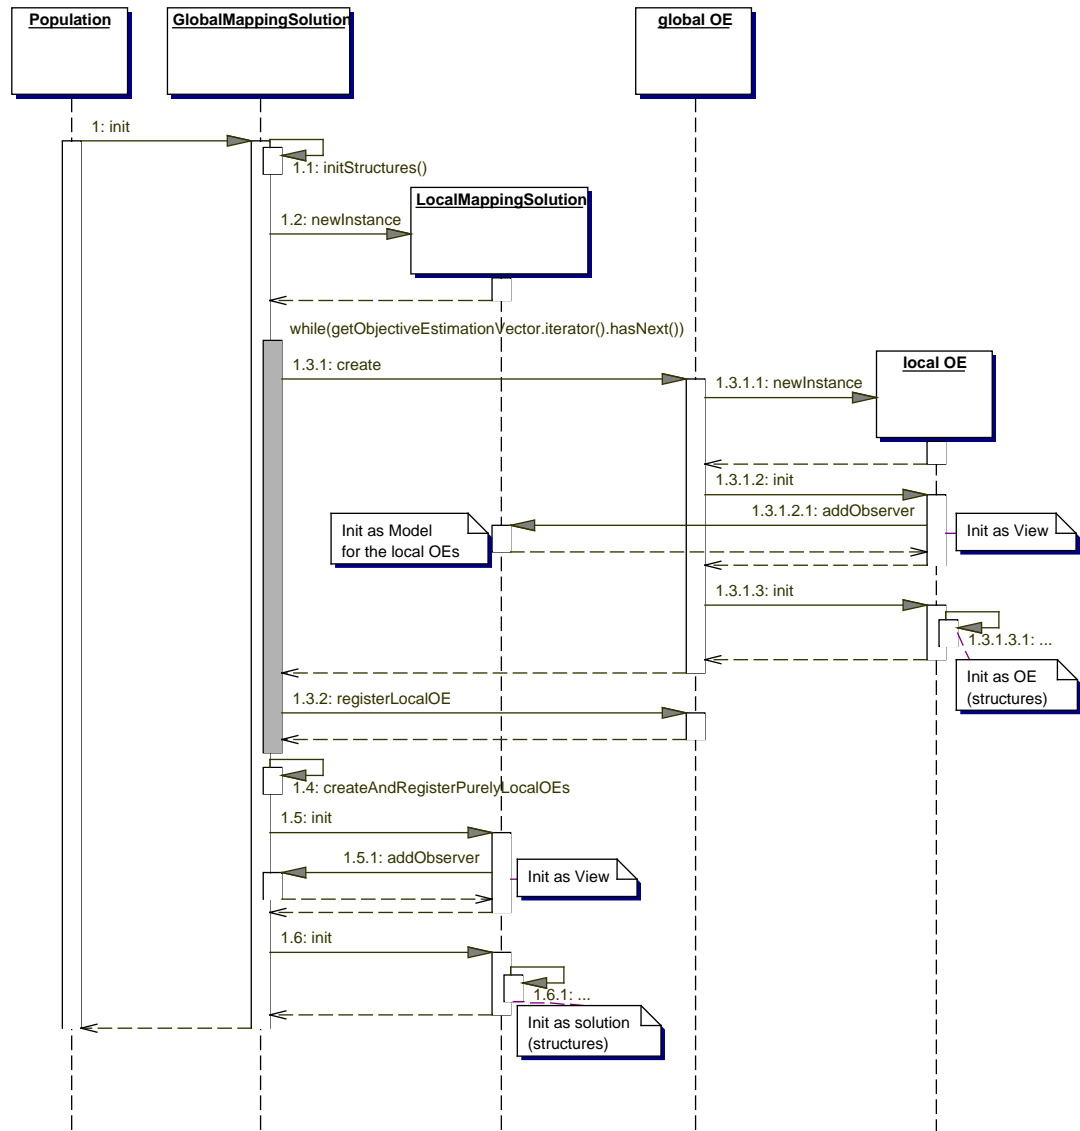 Population
GlobalMappingSolution
global OE
1: init
1.1: initStructures()
LocalMappingSolution
1.2: newInstance
while(getObjectiveEstimationVector.iterator().hasNext())
1.3.1: create
local OE
1.3.1.1: newInstance
1.3.1.2: init
1.3.1.2.1: addObserver
Init as Model
for the local OEs
Init as View
1.3.1.3: init
1.3.1.3.1: ...
Init as OE
(structures)
1.3.2: registerLocalOE
1.4: createAndRegisterPurelyLocalOEs
1.5: init
1.5.1: addObserver
Init as View
1.6: init
1.6.1: ...
Init as solution
(structures)